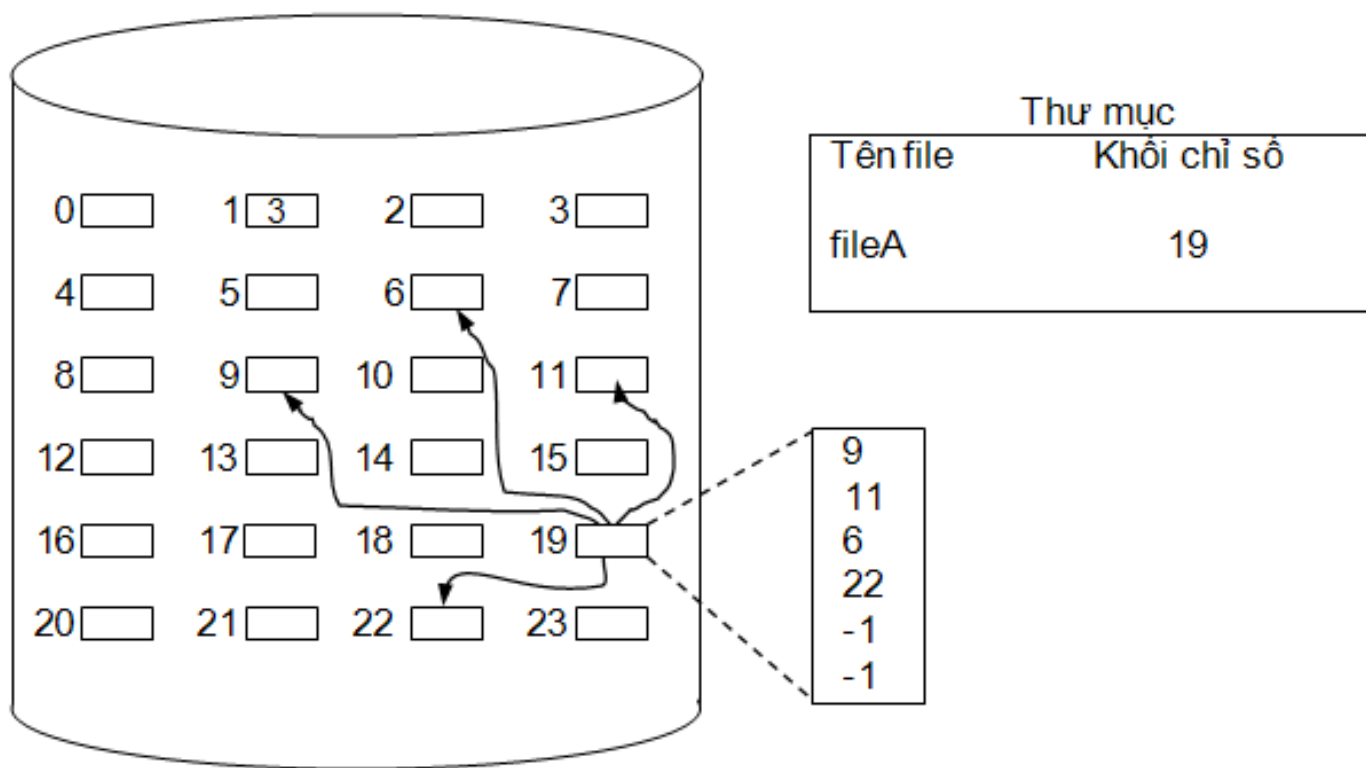 Thư mục
Tên file Khối chỉ số
fileA 19
0 1 3 2 3
4 5 6 7
8 9 10 11
12 13 14 15
16 17 18 19
20 21 22 23
9
11
6
22
-1
-1